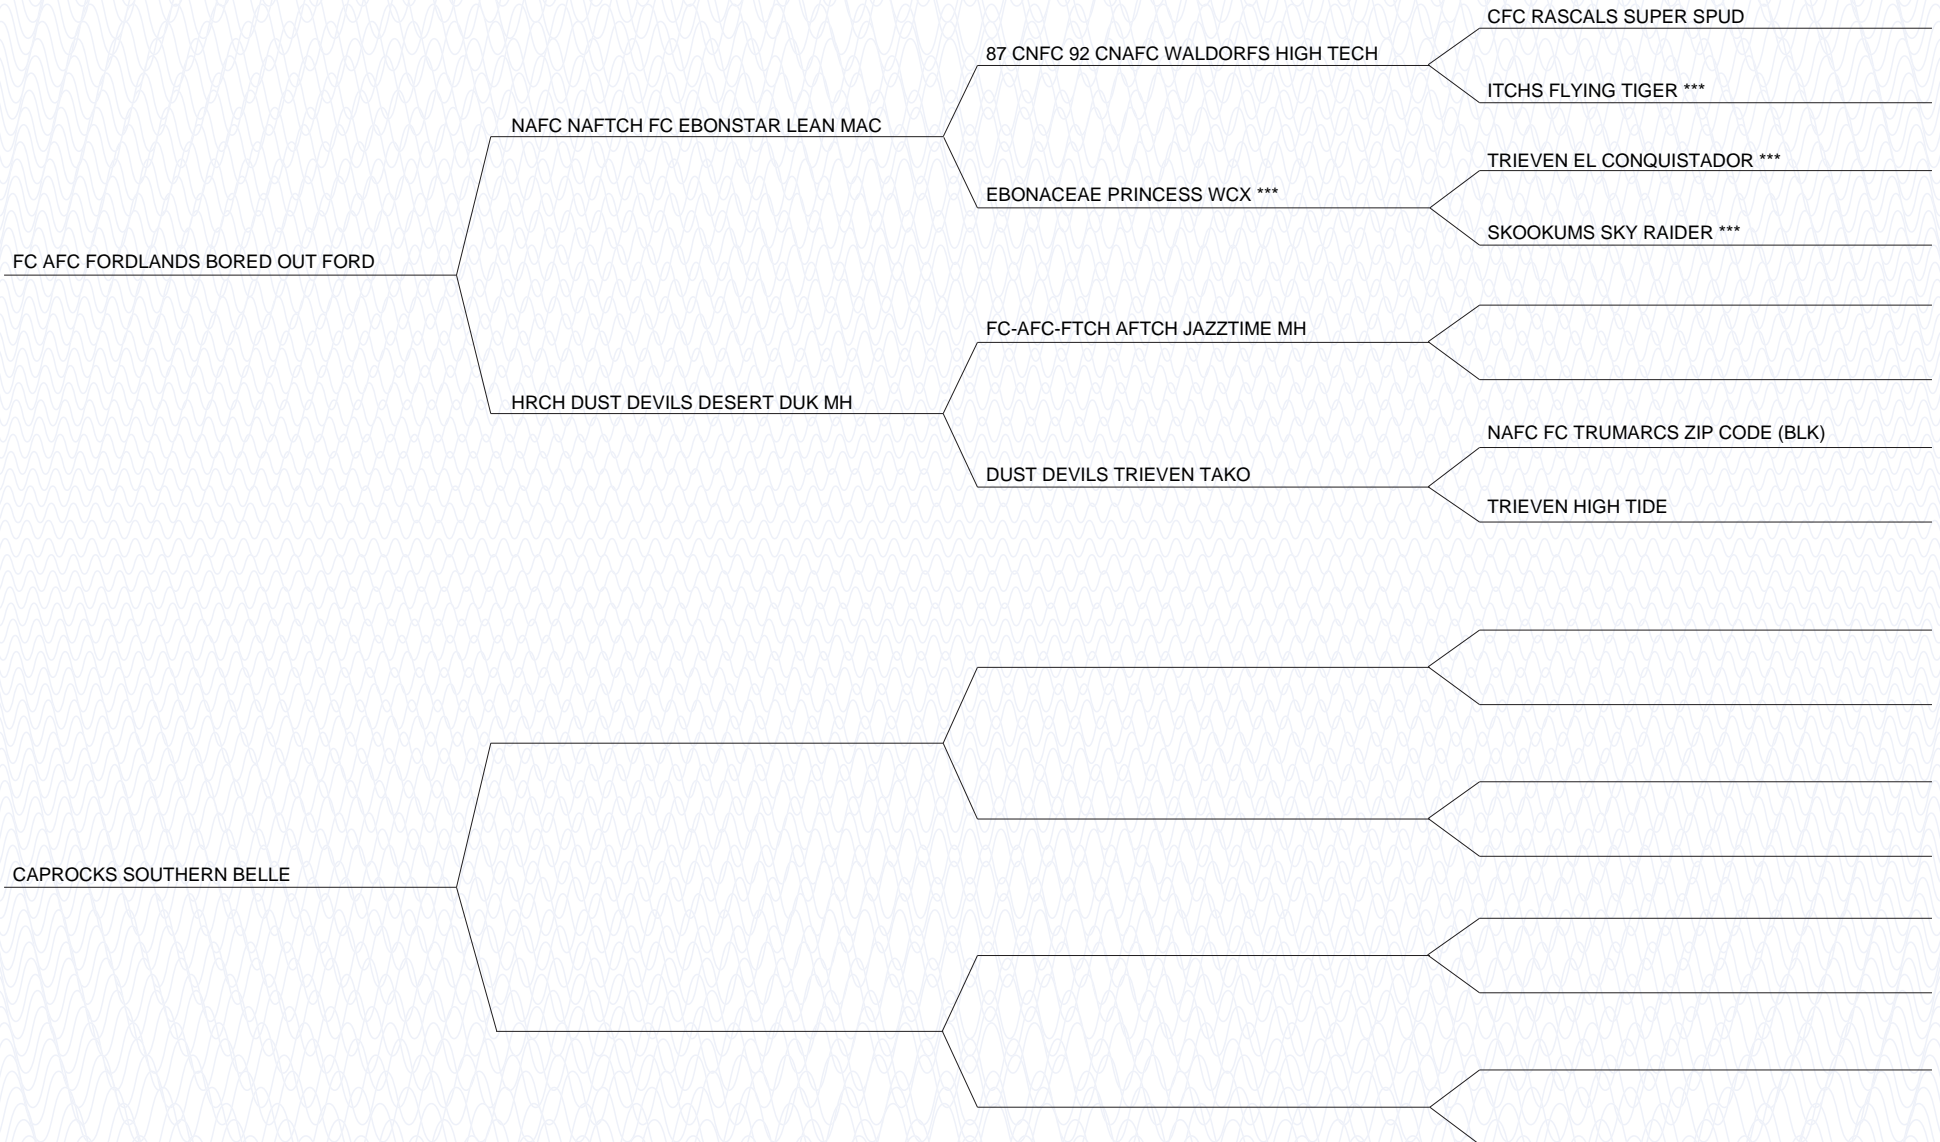 CFC RASCALS SUPER SPUD
87 CNFC 92 CNAFC WALDORFS HIGH TECH
ITCHS FLYING TIGER ***
NAFC NAFTCH FC EBONSTAR LEAN MAC
TRIEVEN EL CONQUISTADOR ***
EBONACEAE PRINCESS WCX ***
SKOOKUMS SKY RAIDER ***
FC AFC FORDLANDS BORED OUT FORD
FC-AFC-FTCH AFTCH JAZZTIME MH
HRCH DUST DEVILS DESERT DUK MH
NAFC FC TRUMARCS ZIP CODE (BLK)
DUST DEVILS TRIEVEN TAKO
TRIEVEN HIGH TIDE
CAPROCKS SOUTHERN BELLE